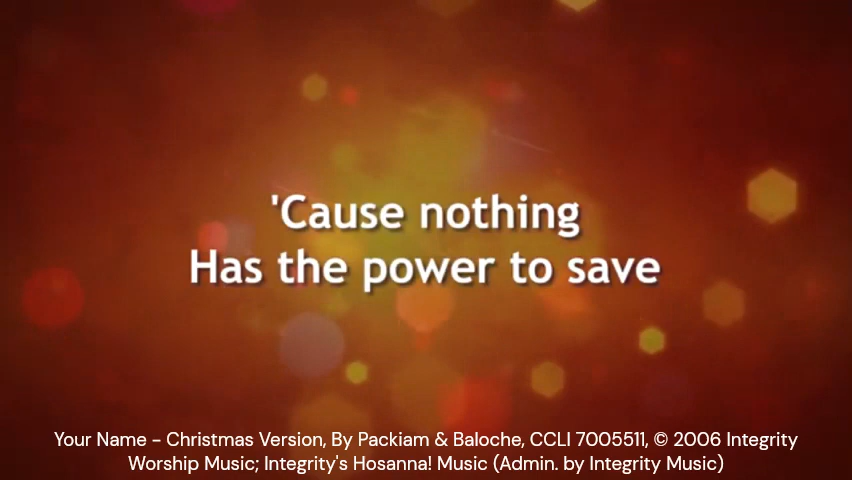 'Cause nothing
Has the power to save
Your Name - Christmas Version, By Packiam & Baloche, CCLI 7005511, © 2006 Integrity
Worship Music; Integrity's Hosanna! Music (Admin. by Integrity Music)